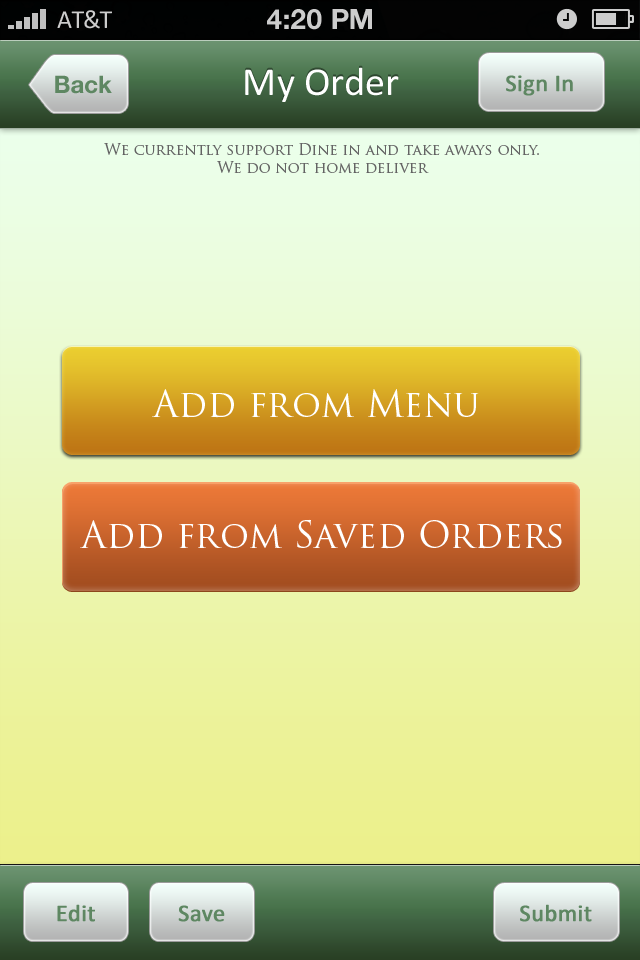 AT&T 4:20 PM
Back My Order Sign In
We currently support Dine in and take aways only.
We do not home deliver
Add from Menu
Add from Saved Orders
Edit Save Submit